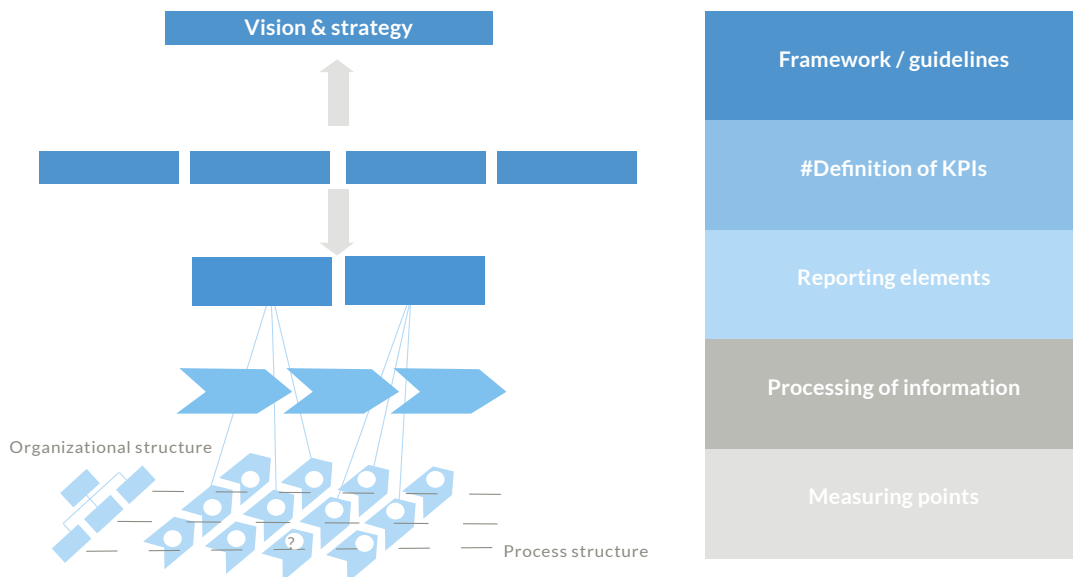 Vision & strategy
Framework / guidelines
#Definition of KPIs
Reporting elements
Processing of information
Organizational structure
Measuring points
?
Process structure